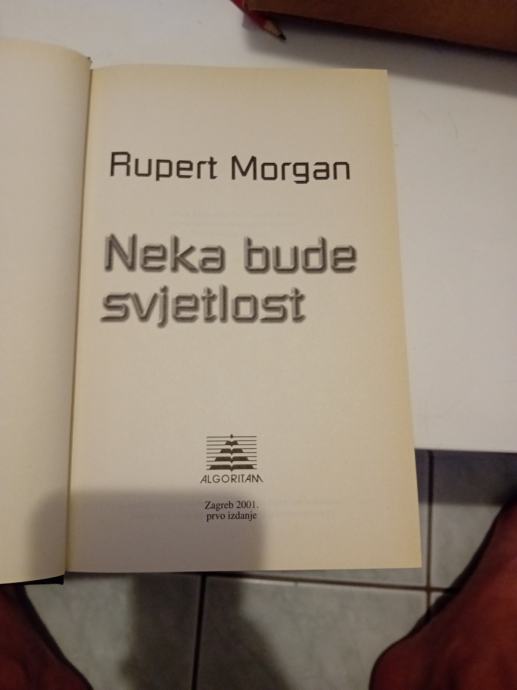 Rupert Morgan
Neka bude
svjetlost
ALGORITAM
Zagreb 2001.
prvo izdanje